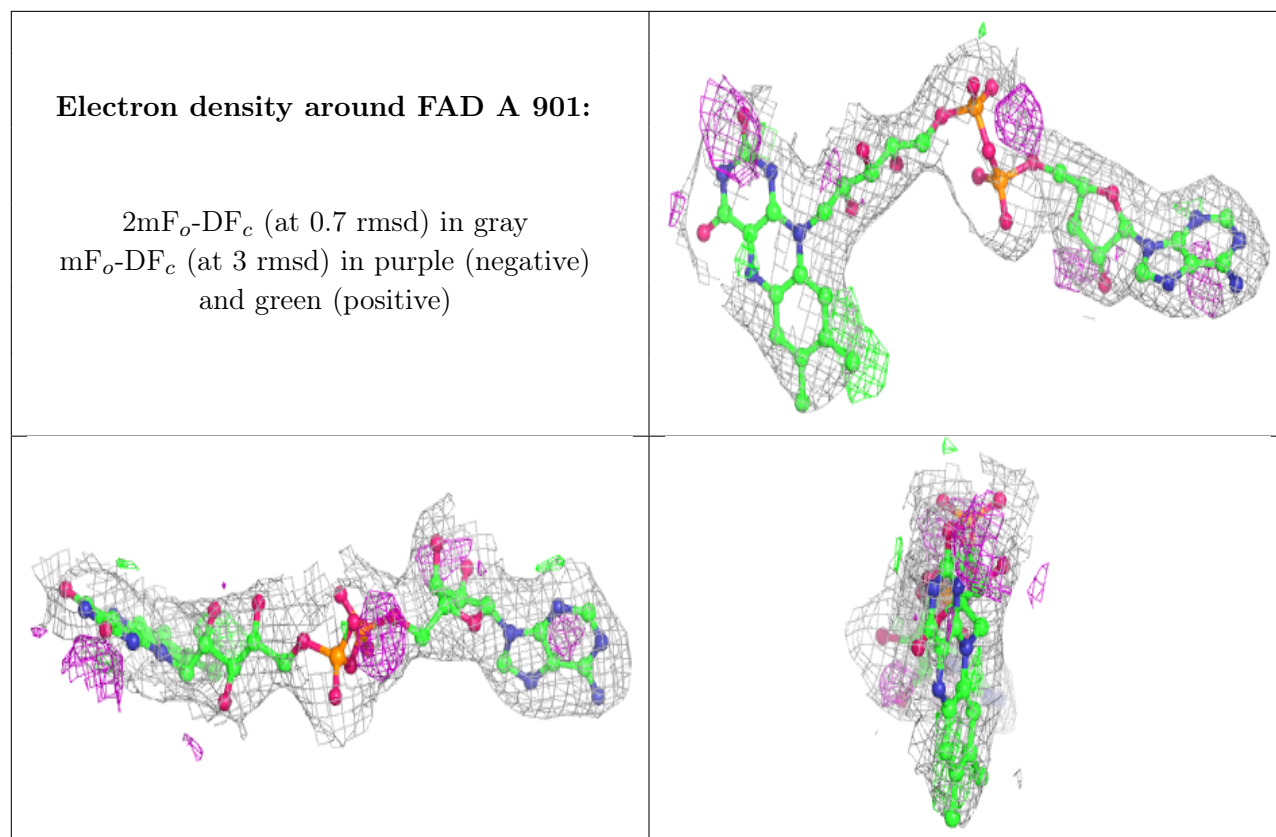 Electron density around FAD A 901:
2mFo-DFc (at 0.7 rmsd) in gray
mFo-DFc (at 3 rmsd) in purple (negative)
and green (positive)